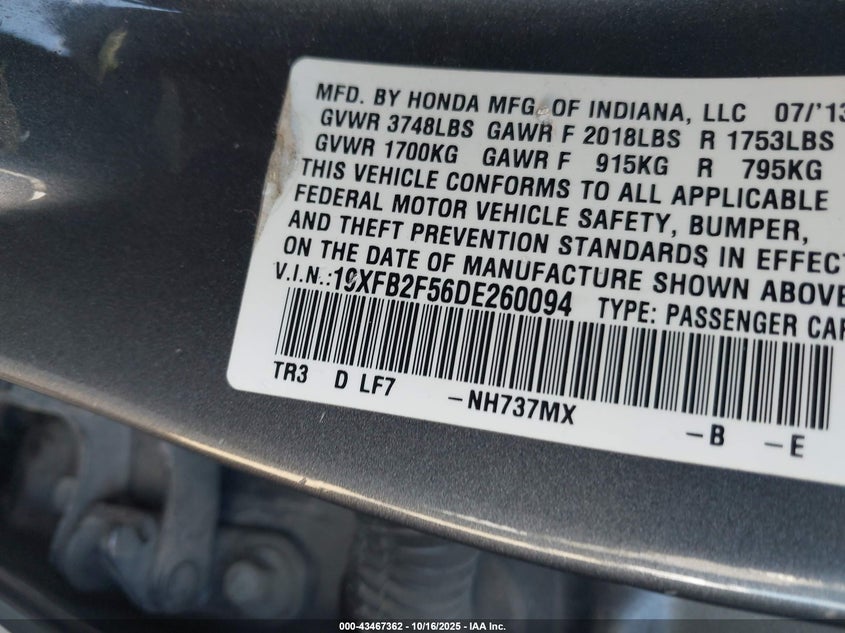 MFD. BY HONDA MFG. OF INDIANA, LLC 07/'13
GVWR 3748LBS GAWR F 2018LBS R 1753LBS
GVWR 1700KG GAWR F 915KG R 795KG
THIS VEHICLE CONFORMS TO ALL APPLICABLE
FEDERAL MOTOR VEHICLE SAFETY, BUMPER,
AND THEFT PREVENTION STANDARDS IN EFFECT
ON THE DATE OF MANUFACTURE SHOWN ABOVE
V.I.N.:19XFB2F56DE260094 TYPE: PASSENGER CAR
TR3 D LF7 -NH737MX -B -E
000-43467362 | 10/16/2025 | IAA Inc.